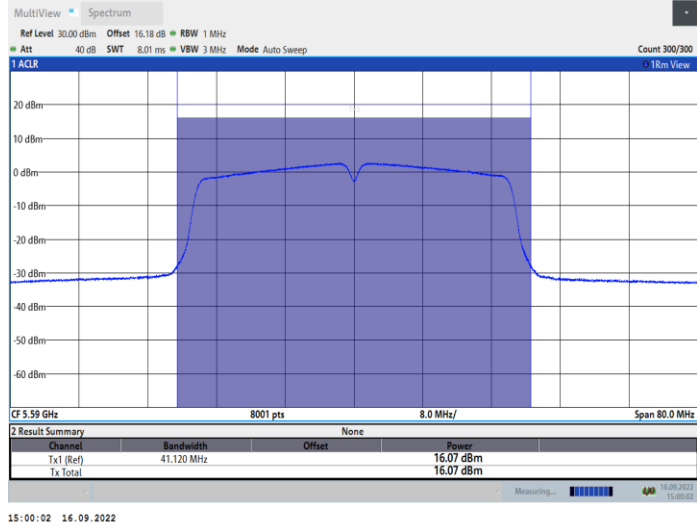 MultiView Spectrum
Ref Level 30.00 dBm Offset 16.18 dB RBW 1 MHz
Att 40 dB SWT 8.01 ms VBW 3 MHz Mode Auto Sweep Count 300/300
1 ACLR 1Rm View
20 dBm
10 dBm
0 dBm
-10 dBm
-20 dBm
-30 dBm
-40 dBm
-50 dBm
-60 dBm
CF 5.59 GHz 8001 pts 8.0 MHz/ Span 80.0 MHz
2 Result Summary None
Channel Bandwidth Offset Power
Tx1 (Ref) 41.120 MHz 16.07 dBm
Tx Total 16.07 dBm
Measuring... 16.09.2022
15:00:02
15:00:02 16.09.2022